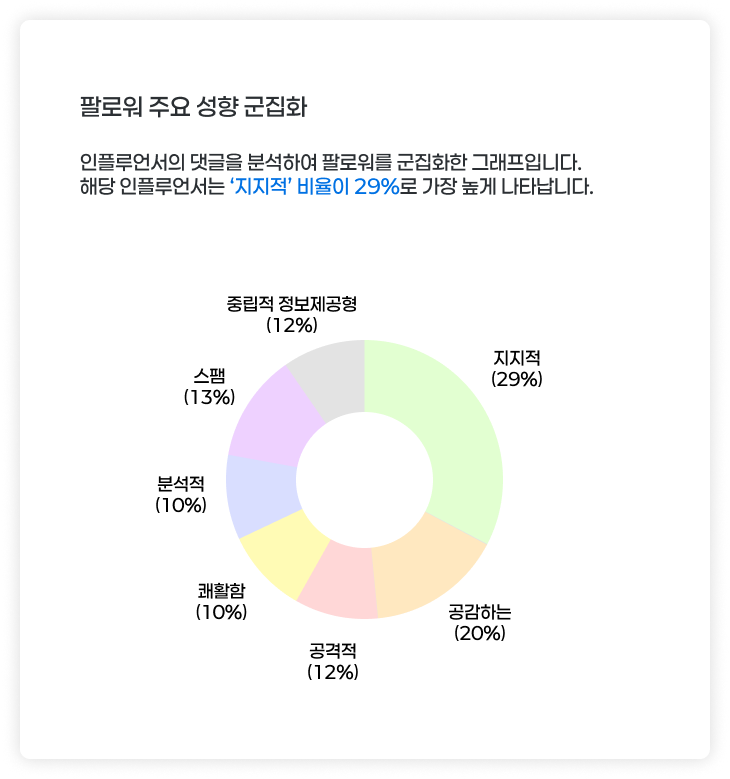 팔로워 주요 성향 군집화
인플루언서의 댓글을 분석하여 팔로워를 군집화한 그래프입니다.
해당 인플루언서는 ‘지지적’ 비율이 29%로 가장 높게 나타납니다.
중립적 정보제공형
(12%)
지지적
(29%)
스팸
(13%)
분석적
(10%)
쾌활함
(10%)
공감하는
(20%)
공격적
(12%)